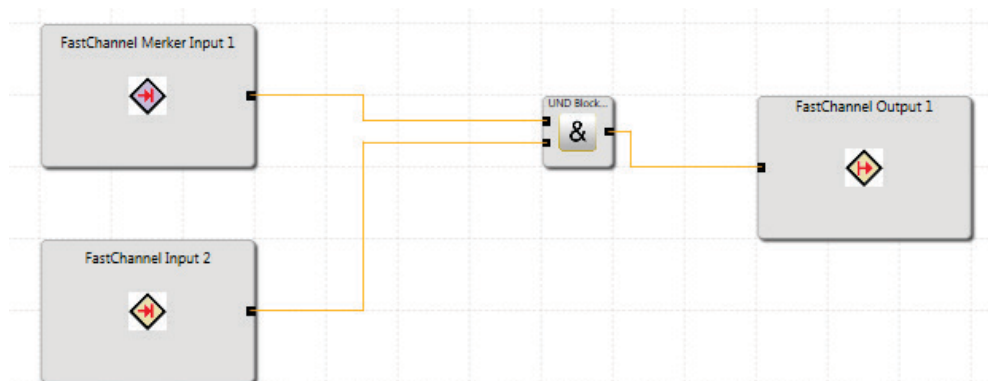 FastChannel Merker Input 1
UND Block...
&
FastChannel Output 1
FastChannel Input 2